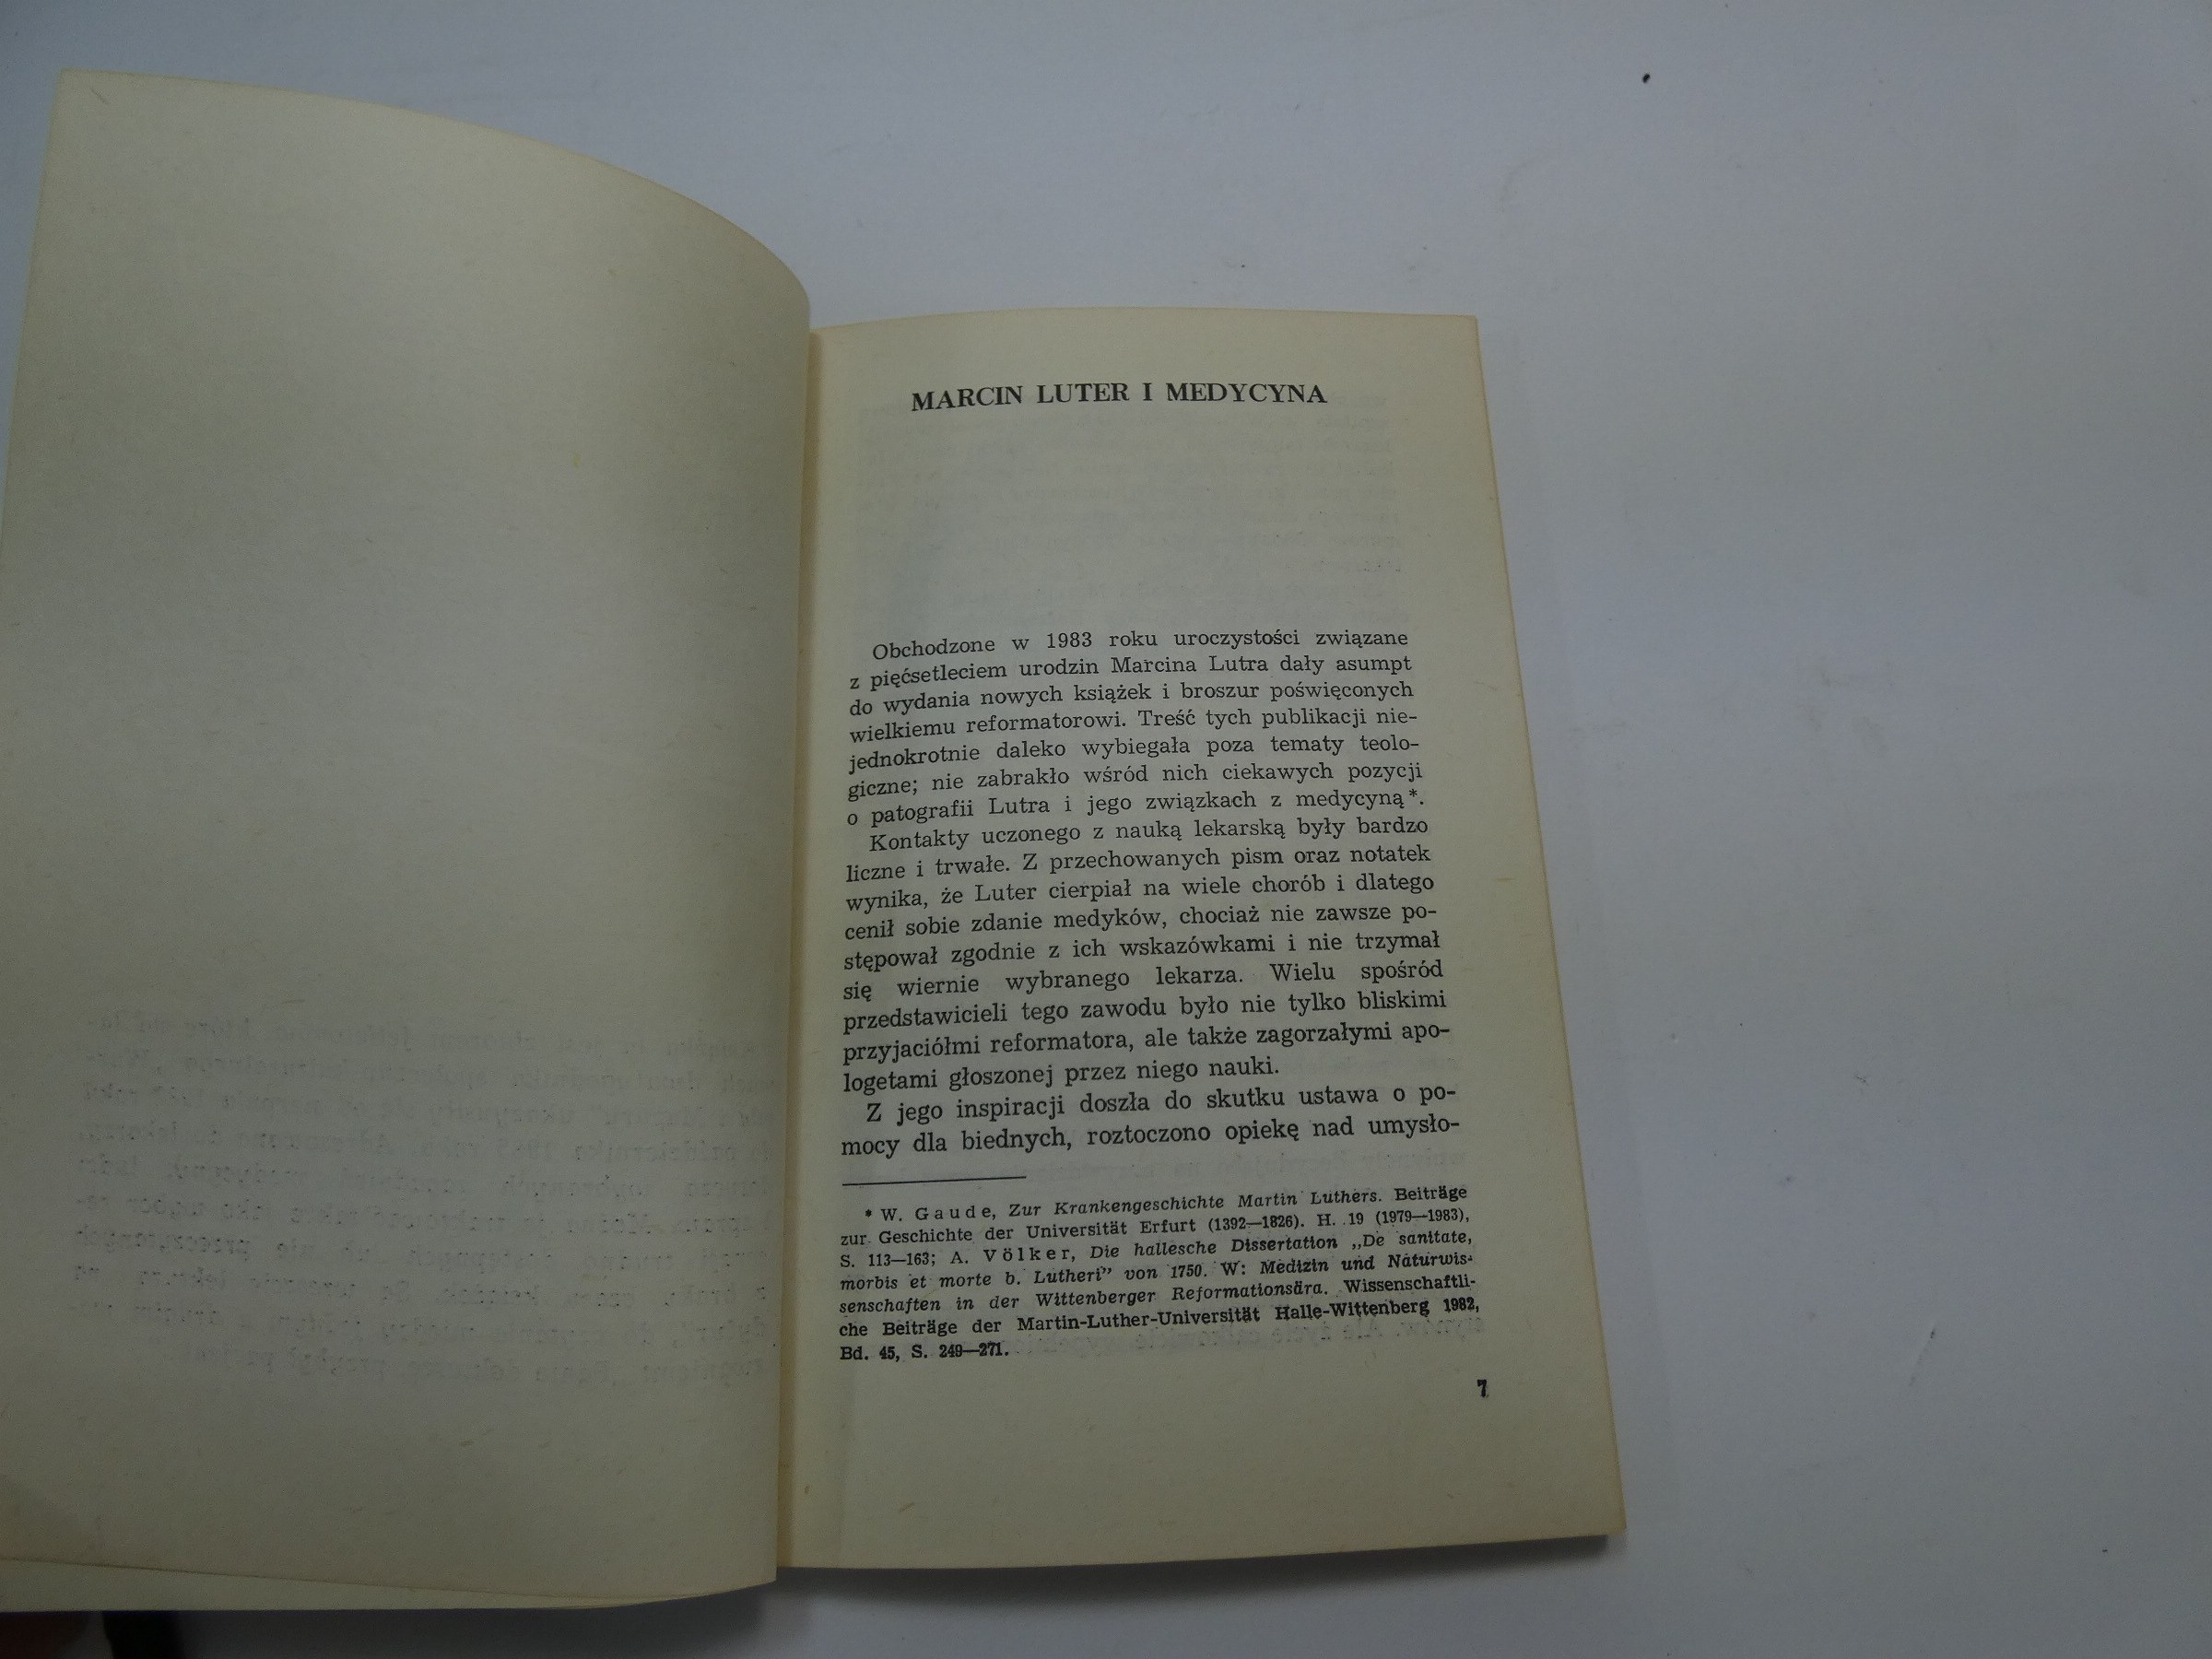 MARCIN LUTER I MEDYCYNA
Obchodzone w 1983 roku uroczystości związane
z pięćsetleciem urodzin Marcina Lutra dały asumpt
do wydania nowych książek i broszur poświęconych
wielkiemu reformatorowi. Treść tych publikacji nie-
jednokrotnie daleko wybiegała poza tematy teolo-
giczne; nie zabrakło wśród nich ciekawych pozycji
o patografii Lutra i jego związkach z medycyną*.
Kontakty uczonego z nauką lekarską były bardzo
liczne i trwałe. Z przechowanych pism oraz notatek
wynika, że Luter cierpiał na wiele chorób i dlatego
cenił sobie zdanie medyków, chociaż nie zawsze po-
stępował zgodnie z ich wskazówkami i nie trzymał
się wiernie wybranego lekarza. Wielu spośród
przedstawicieli tego zawodu było nie tylko bliskimi
przyjaciółmi reformatora, ale także zagorzałymi apo-
logetami głoszonej przez niego nauki.
Z jego inspiracji doszła do skutku ustawa o po-
mocy dla biednych, roztoczono opiekę nad umysło-
* W. Gaude, Zur Krankengeschichte Martin Luthers. Beiträge
zur Geschichte der Universität Erfurt (1392—1826). H. 19 (1979—1983),
S. 113—163; A. Völker, Die hallesche Dissertation „De sanitate,
morbis et morte b. Lutheri” von 1750. W: Medizin und Naturwis-
senschaften in der Wittenberger Reformationsära. Wissenschaftli-
che Beiträge der Martin-Luther-Universität Halle-Wittenberg 1982,
Bd. 45, S. 249—271.
7